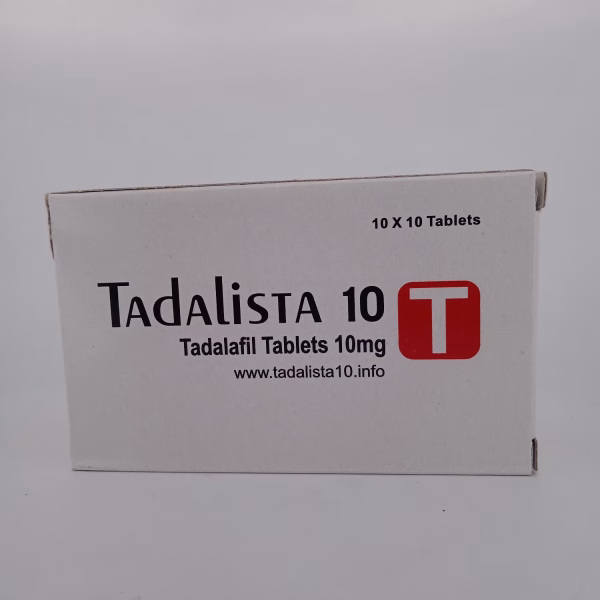 10 X 10 Tablets
TADALISTA 10
T
Tadalafil Tablets 10mg
www.tadalista10.info